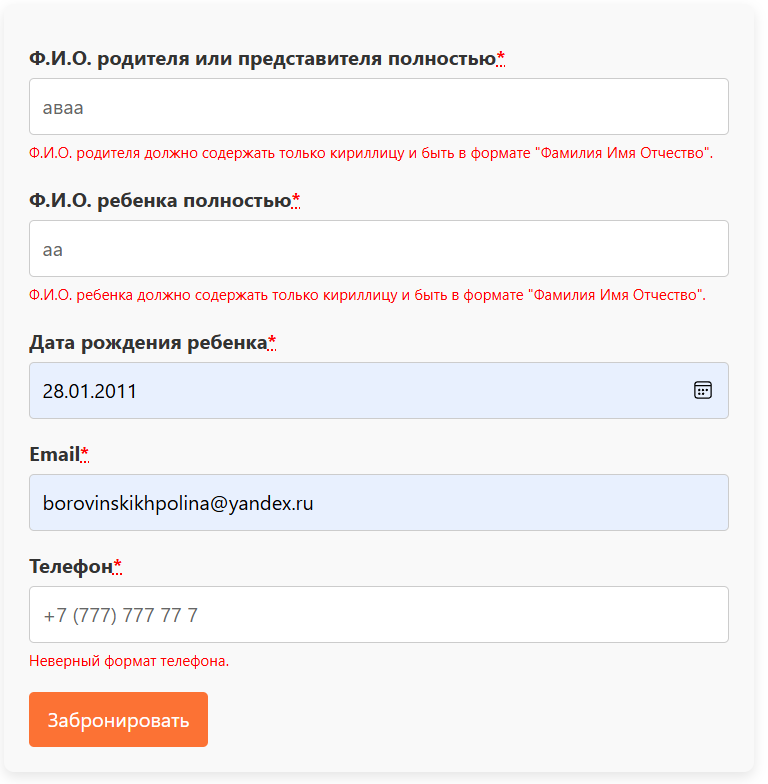 Ф.И.О. родителя или представителя полностью*
аваа
Ф.И.О. родителя должно содержать только кириллицу и быть в формате "Фамилия Имя Отчество".
Ф.И.О. ребенка полностью*
аа
Ф.И.О. ребенка должно содержать только кириллицу и быть в формате "Фамилия Имя Отчество".
Дата рождения ребенка*
28.01.2011
Email*
borovinskikhpolina@yandex.ru
Телефон*
+7 (777) 777 77 7
Неверный формат телефона.
Забронировать